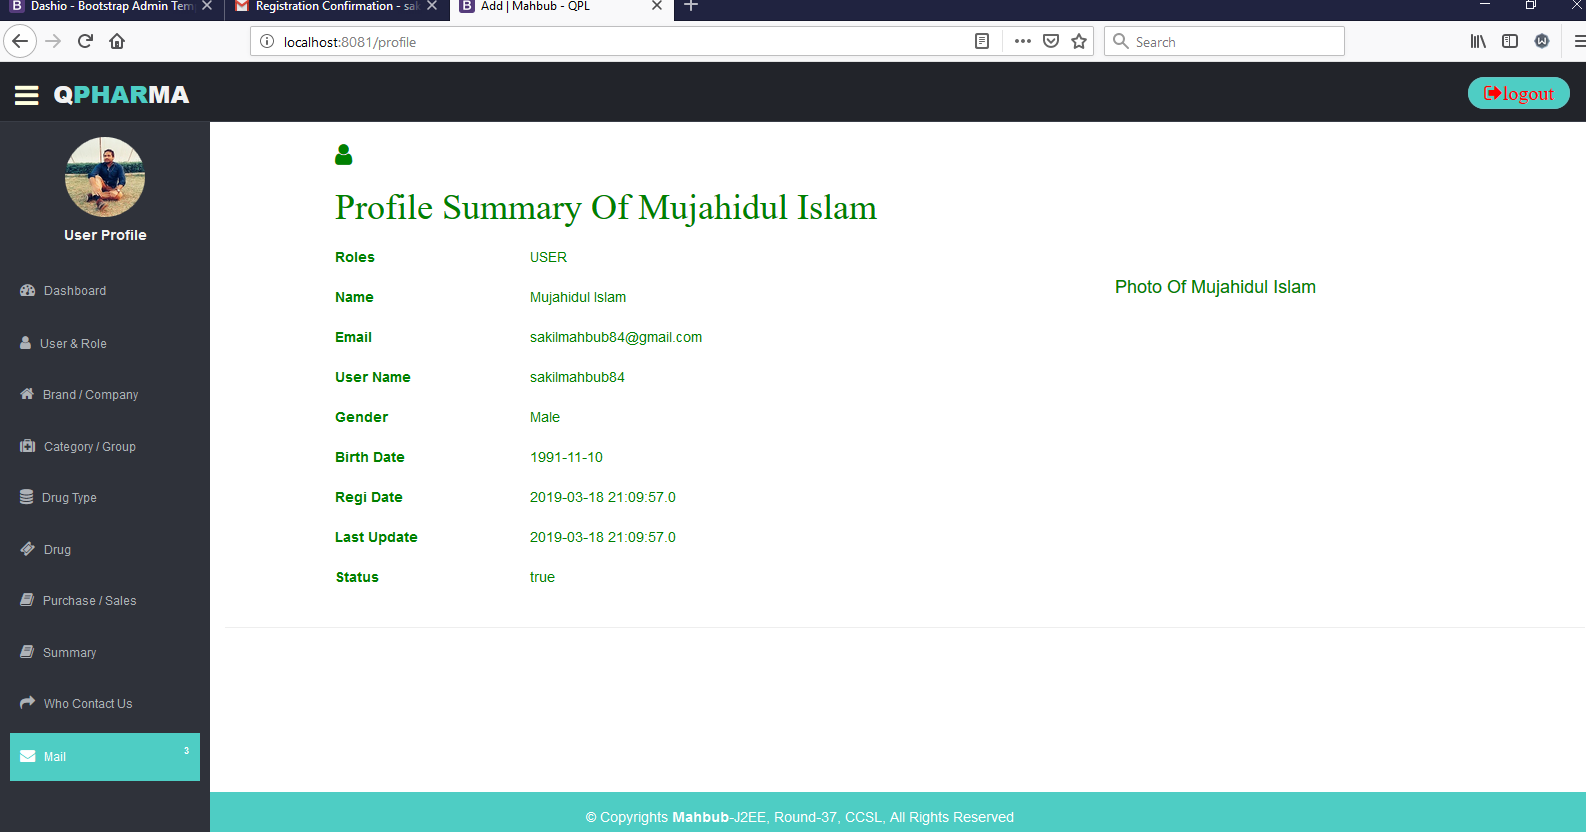 Dashio - Bootstrap Admin Tem
Registration Confirmation - sak
Add | Mahbub - QPL
localhost:8081/profile
Search
QPHARMA
logout
User Profile
Dashboard
User & Role
Brand / Company
Category / Group
Drug Type
Drug
Purchase / Sales
Summary
Who Contact Us
Mail 3
Profile Summary Of Mujahidul Islam
Roles USER
Name Mujahidul Islam
Email sakilmahbub84@gmail.com
User Name sakilmahbub84
Gender Male
Birth Date 1991-11-10
Regi Date 2019-03-18 21:09:57.0
Last Update 2019-03-18 21:09:57.0
Status true
Photo Of Mujahidul Islam
© Copyrights Mahbub-J2EE, Round-37, CCSL, All Rights Reserved